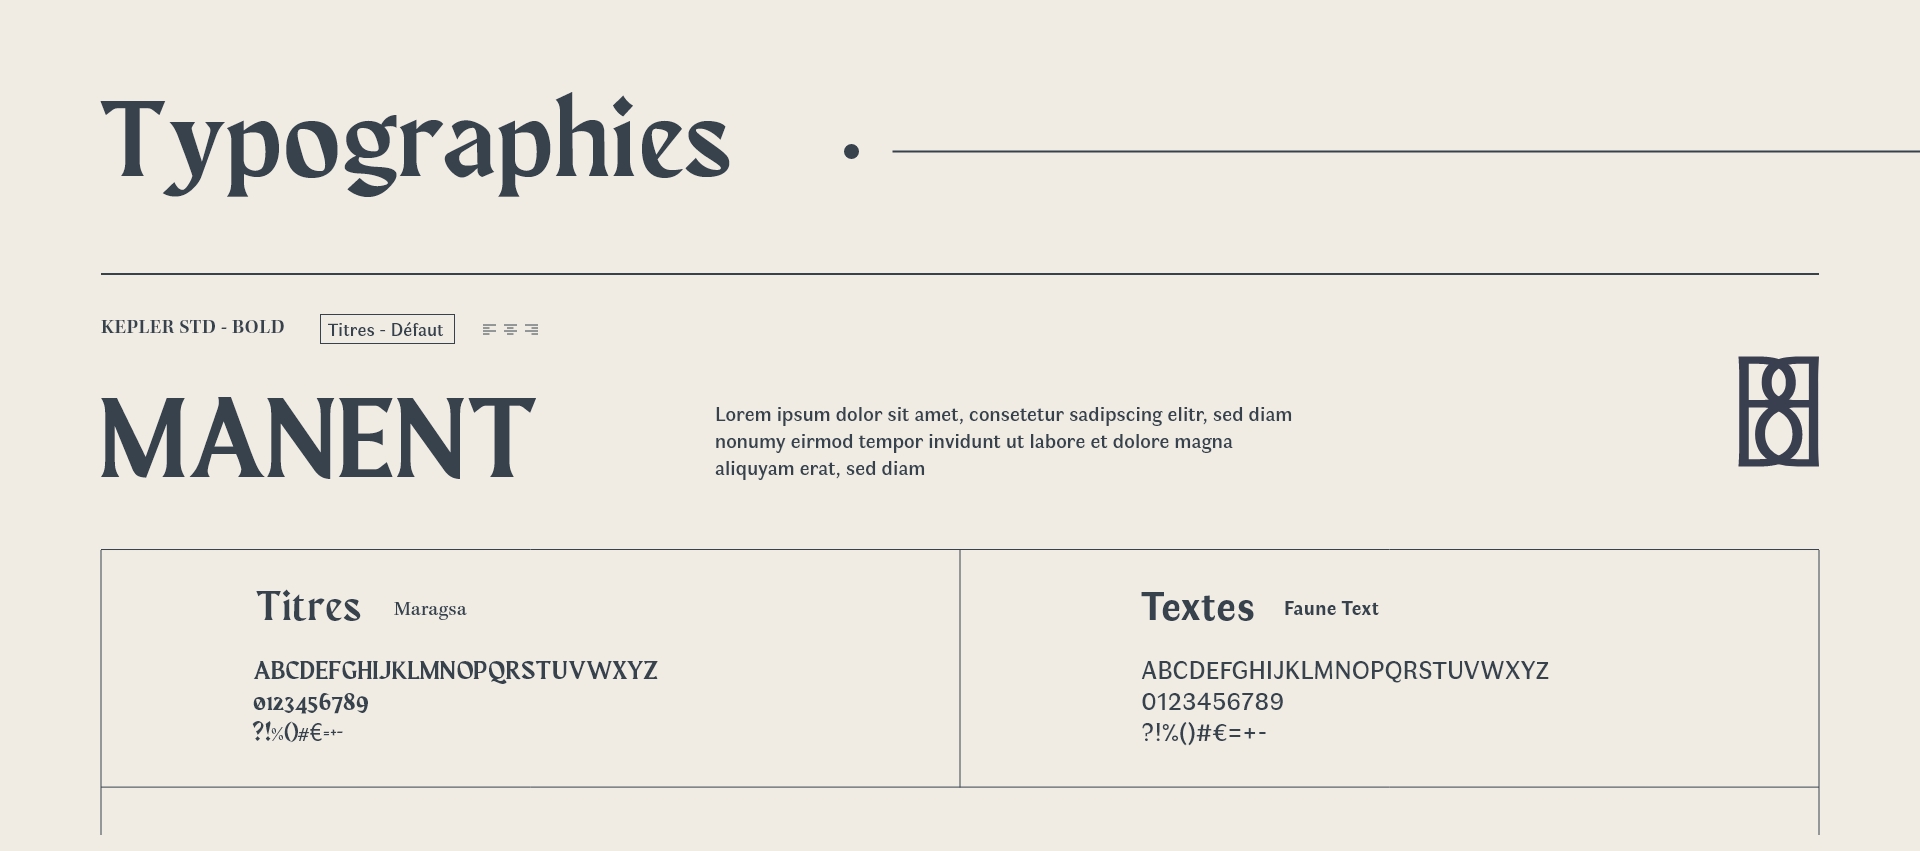 Typographies
KEPLER STD - BOLD
Titres - Défaut
MANENT
Lorem ipsum dolor sit amet, consetetur sadipscing elitr, sed diam
nonumy eirmod tempor invidunt ut labore et dolore magna
aliquyam erat, sed diam
Titres Maragsa
ABCDEFGHIJKLMNOPQRSTUVWXYZ
0123456789
?!%()#€=+-
Textes Faune Text
ABCDEFGHIJKLMNOPQRSTUVWXYZ
0123456789
?!%()#€=+-